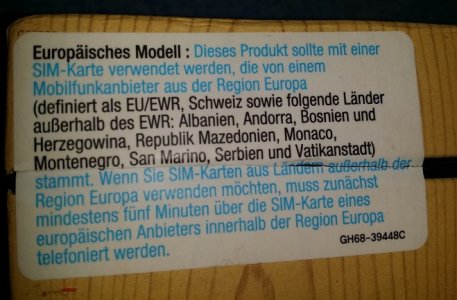 Europäisches Modell : Dieses Produkt sollte mit einer
SIM-Karte verwendet werden, die von einem
Mobilfunkanbieter aus der Region Europa
(definiert als EU/EWR, Schweiz sowie folgende Länder
außerhalb des EWR: Albanien, Andorra, Bosnien und
Herzegowina, Republik Mazedonien, Monaco,
Montenegro, San Marino, Serbien und Vatikanstadt)
stammt. Wenn Sie SIM-Karten aus Ländern außerhalb der
Region Europa verwenden möchten, muss zunächst
mindestens fünf Minuten über die SIM-Karte eines
europäischen Anbieters innerhalb der Region Europa
telefoniert werden.
GH68-39448C